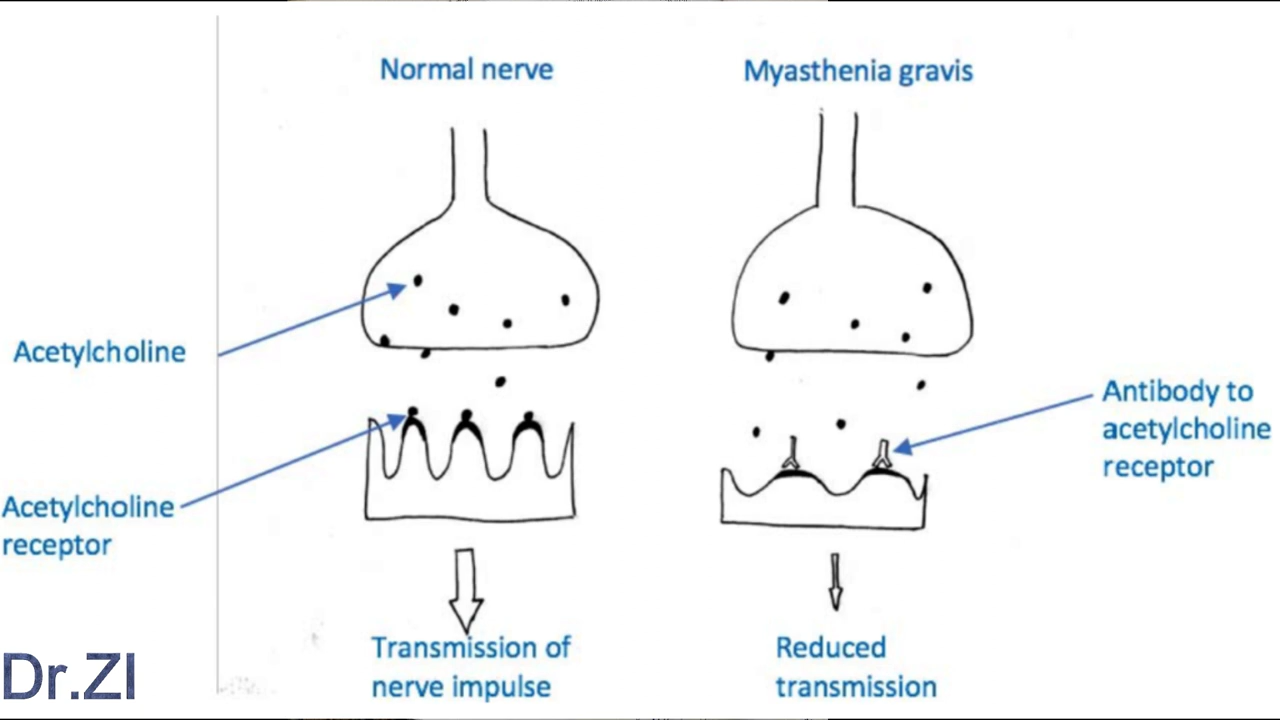 Normal nerve
Myasthenia gravis
Acetylcholine
Antibody to
acetylcholine
receptor
Acetylcholine
receptor
Transmission of
nerve impulse
Reduced
transmission
Dr.ZI